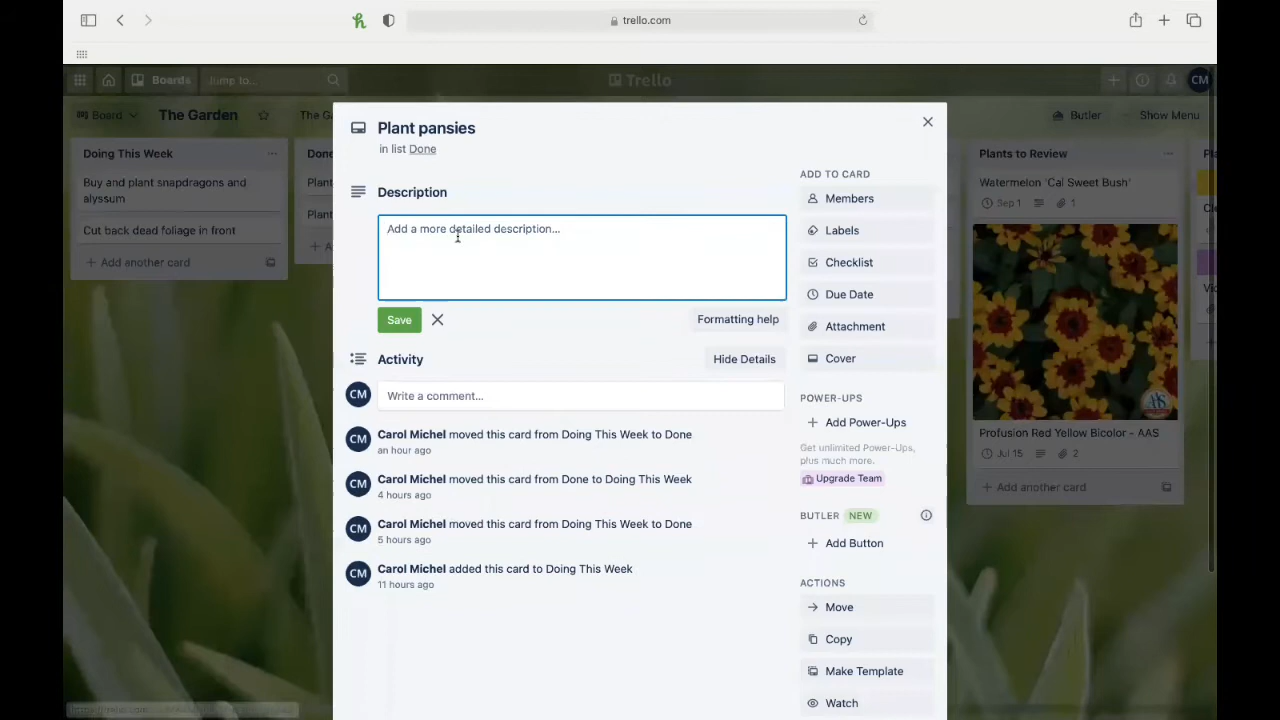 trello.com
Boards
Jump to...
Trello
CM
Board
The Garden
Butler
Show Menu
Doing This Week
Buy and plant snapdragons and
alyssum
Cut back dead foliage in front
Add another card
Plant pansies
in list Done
Description
Add a more detailed description...
Save
Formatting help
Activity
Hide Details
CM
Write a comment...
CM
Carol Michel moved this card from Doing This Week to Done
an hour ago
CM
Carol Michel moved this card from Done to Doing This Week
4 hours ago
CM
Carol Michel moved this card from Doing This Week to Done
5 hours ago
CM
Carol Michel added this card to Doing This Week
11 hours ago
ADD TO CARD
Members
Labels
Checklist
Due Date
Attachment
Cover
POWER-UPS
Add Power-Ups
Get unlimited Power-Ups,
plus much more.
Upgrade Team
BUTLER NEW
Add Button
ACTIONS
Move
Copy
Make Template
Watch
Plants to Review
Watermelon 'Cal Sweet Bush'
Sep 1
1
AAS
Profusion Red Yellow Bicolor - AAS
Jul 15
2
Add another card